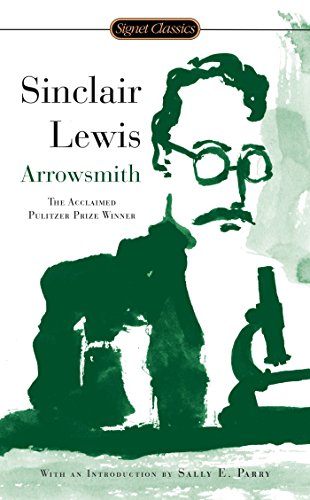 Signet Classics
Sinclair
Lewis
Arrowsmith
The Acclaimed
Pulitzer Prize Winner
With an Introduction by Sally E. Parry